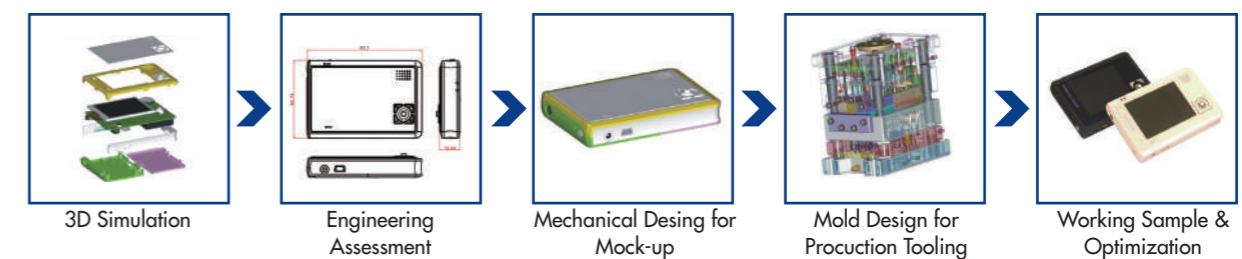 3D Simulation
Engineering
Assessment
Mechanical Desing for
Mock-up
Mold Design for
Procuction Tooling
Working Sample &
Optimization